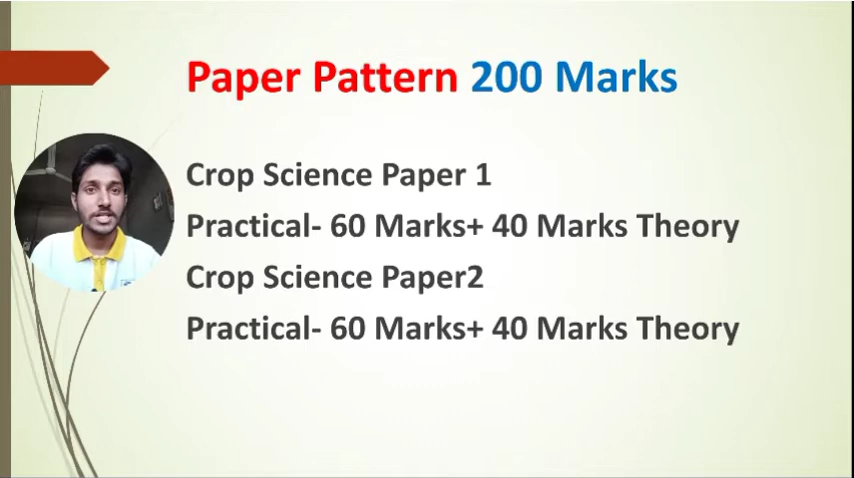 Paper Pattern 200 Marks
Crop Science Paper 1
Practical- 60 Marks+ 40 Marks Theory
Crop Science Paper2
Practical- 60 Marks+ 40 Marks Theory